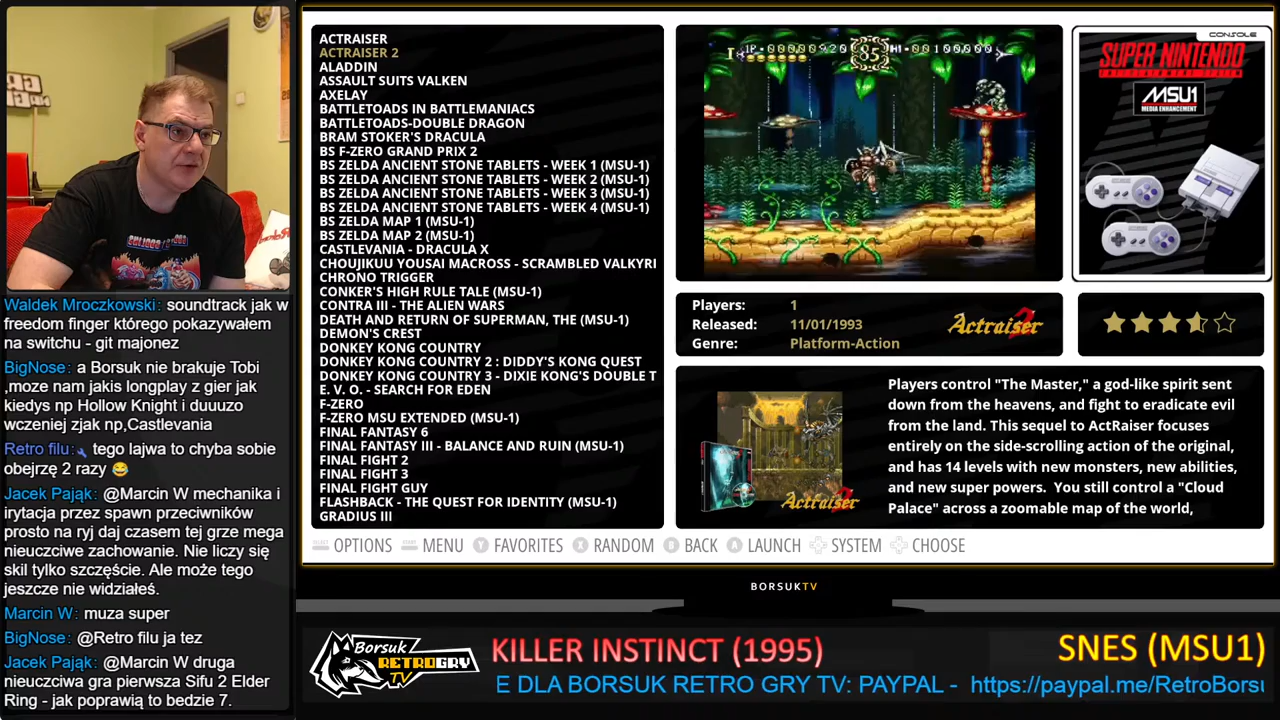 Waldek Mroczkowski: soundtrack jak w
freedom finger którego pokazywałem
na switchu - git majonez
BigNose: a Borsuk nie brakuje Tobi
,moze nam jakis longplay z gier jak
kiedys np Hollow Knight i duuuzo
wczeniej zjak np,Castlevania
Retro filu: tego lajwa to chyba sobie
obejrzę 2 razy 😂
Jacek Pająk: @Marcin W mechanika i
irytacja przez spawn przeciwników
prosto na ryj daj czasem tej grze mega
nieuczciwe zachowanie. Nie liczy się
skil tylko szczęście. Ale może tego
jeszcze nie widziałeś.
Marcin W: muza super
BigNose: @Retro filu ja tez
Jacek Pająk: @Marcin W druga
nieuczciwa gra pierwsza Sifu 2 Elder
Ring - jak poprawią to bedzie 7.
ACTRAISER
ACTRAISER 2
ALADDIN
ASSAULT SUITS VALKEN
AXELAY
BATTLETOADS IN BATTLEMANIACS
BATTLETOADS-DOUBLE DRAGON
BRAM STOKER'S DRACULA
BS F-ZERO GRAND PRIX 2
BS ZELDA ANCIENT STONE TABLETS - WEEK 1 (MSU-1)
BS ZELDA ANCIENT STONE TABLETS - WEEK 2 (MSU-1)
BS ZELDA ANCIENT STONE TABLETS - WEEK 3 (MSU-1)
BS ZELDA ANCIENT STONE TABLETS - WEEK 4 (MSU-1)
BS ZELDA MAP 1 (MSU-1)
BS ZELDA MAP 2 (MSU-1)
CASTLEVANIA - DRACULA X
CHOUJIKUU YOUSAI MACROSS - SCRAMBLED VALKYRI
CHRONO TRIGGER
CONKER'S HIGH RULE TALE (MSU-1)
CONTRA III - THE ALIEN WARS
DEATH AND RETURN OF SUPERMAN, THE (MSU-1)
DEMON'S CREST
DONKEY KONG COUNTRY
DONKEY KONG COUNTRY 2 : DIDDY'S KONG QUEST
DONKEY KONG COUNTRY 3 - DIXIE KONG'S DOUBLE T
E. V. O. - SEARCH FOR EDEN
F-ZERO
F-ZERO MSU EXTENDED (MSU-1)
FINAL FANTASY 6
FINAL FANTASY III - BALANCE AND RUIN (MSU-1)
FINAL FIGHT 2
FINAL FIGHT 3
FINAL FIGHT GUY
FLASHBACK - THE QUEST FOR IDENTITY (MSU-1)
GRADIUS III
1P-00000920 85 HI-00100000
CONSOLE
SUPER NINTENDO
MSU1
MEDIA ENHANCEMENT
Players: 1
Released: 11/01/1993
Genre: Platform-Action
Actraiser 2
Players control "The Master," a god-like spirit sent
down from the heavens, and fight to eradicate evil
from the land. This sequel to ActRaiser focuses
entirely on the side-scrolling action of the original,
and has 14 levels with new monsters, new abilities,
and new super powers. You still control a "Cloud
Palace" across a zoomable map of the world,
Actraiser 2
SELECT OPTIONS START MENU Y FAVORITES X RANDOM B BACK A LAUNCH SYSTEM CHOOSE
BORSUKTV
Borsuk
RETROGRY
TV
KILLER INSTINCT (1995)
SNES (MSU1)
E DLA BORSUK RETRO GRY TV: PAYPAL - https://paypal.me/RetroBorsu